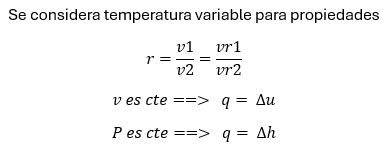 Se considera temperatura variable para propiedades
r = v1/v2 = vr1/vr2
v es cte ==> q = Δu
P es cte ==> q = Δh